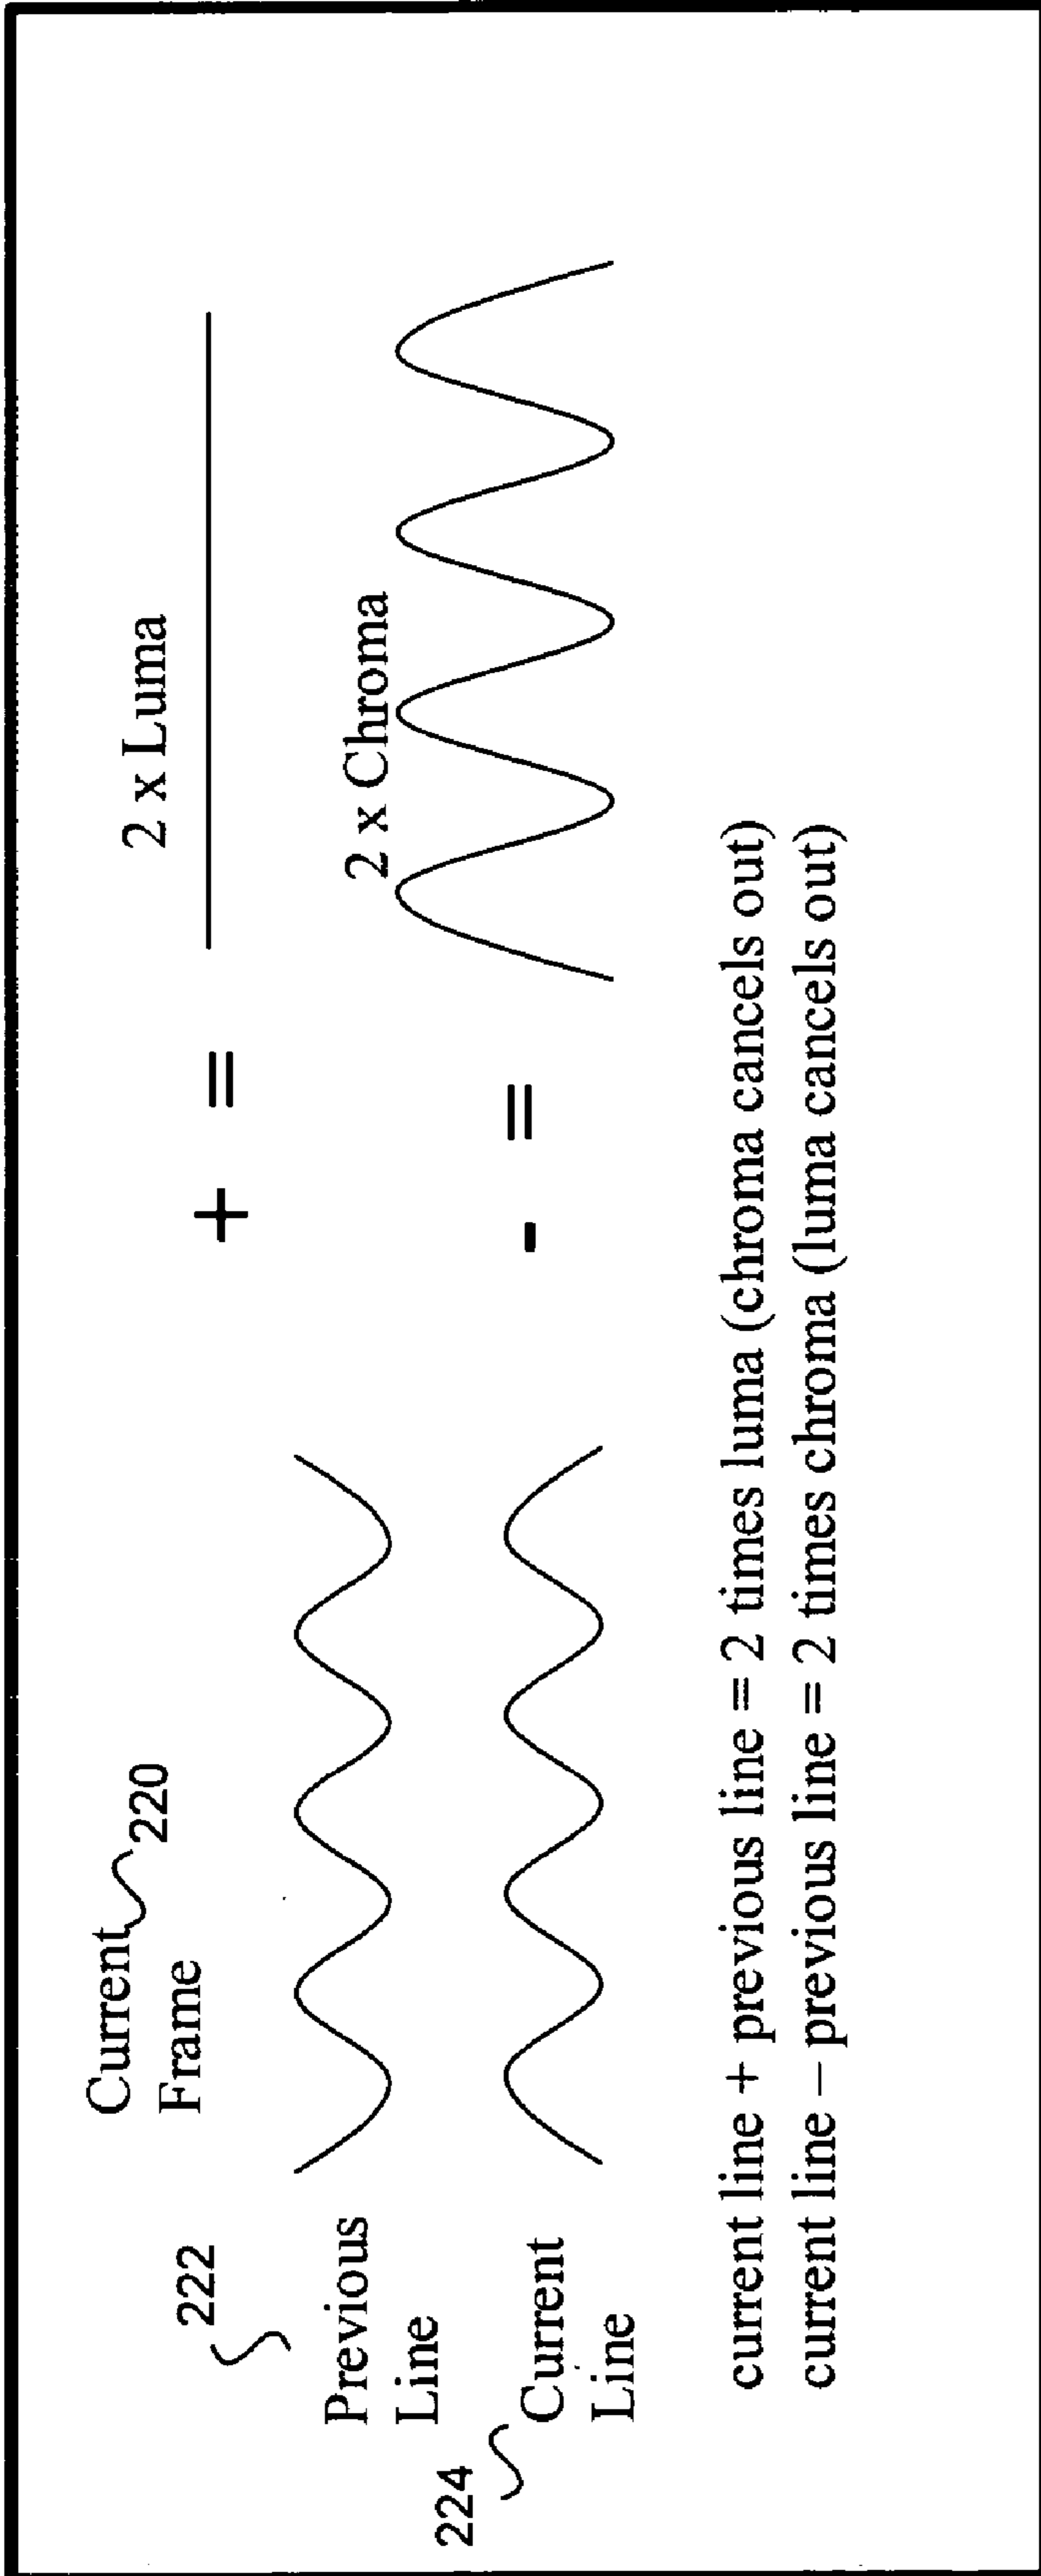 Current
Frame
220
222
Previous
Line
224
Current
Line
+ =
2 x Luma
- =
2 x Chroma
current line + previous line = 2 times luma (chroma cancels out)
current line – previous line = 2 times chroma (luma cancels out)